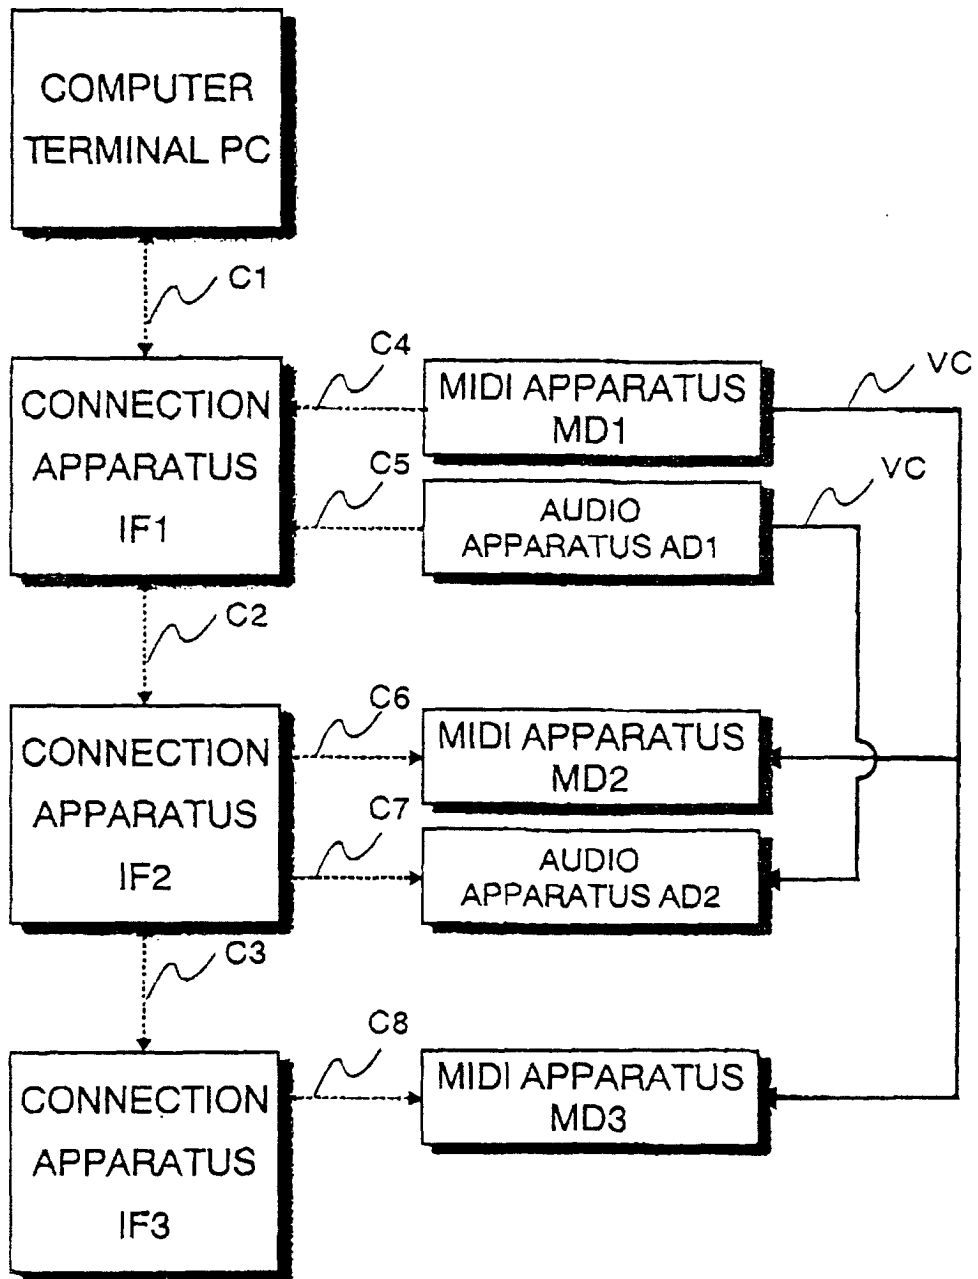 COMPUTER
TERMINAL PC
C1
CONNECTION
APPARATUS
IF1
C4
MIDI APPARATUS
MD1
VC
C5
AUDIO
APPARATUS AD1
VC
C2
CONNECTION
APPARATUS
IF2
C6
MIDI APPARATUS
MD2
C7
AUDIO
APPARATUS AD2
C3
CONNECTION
APPARATUS
IF3
C8
MIDI APPARATUS
MD3